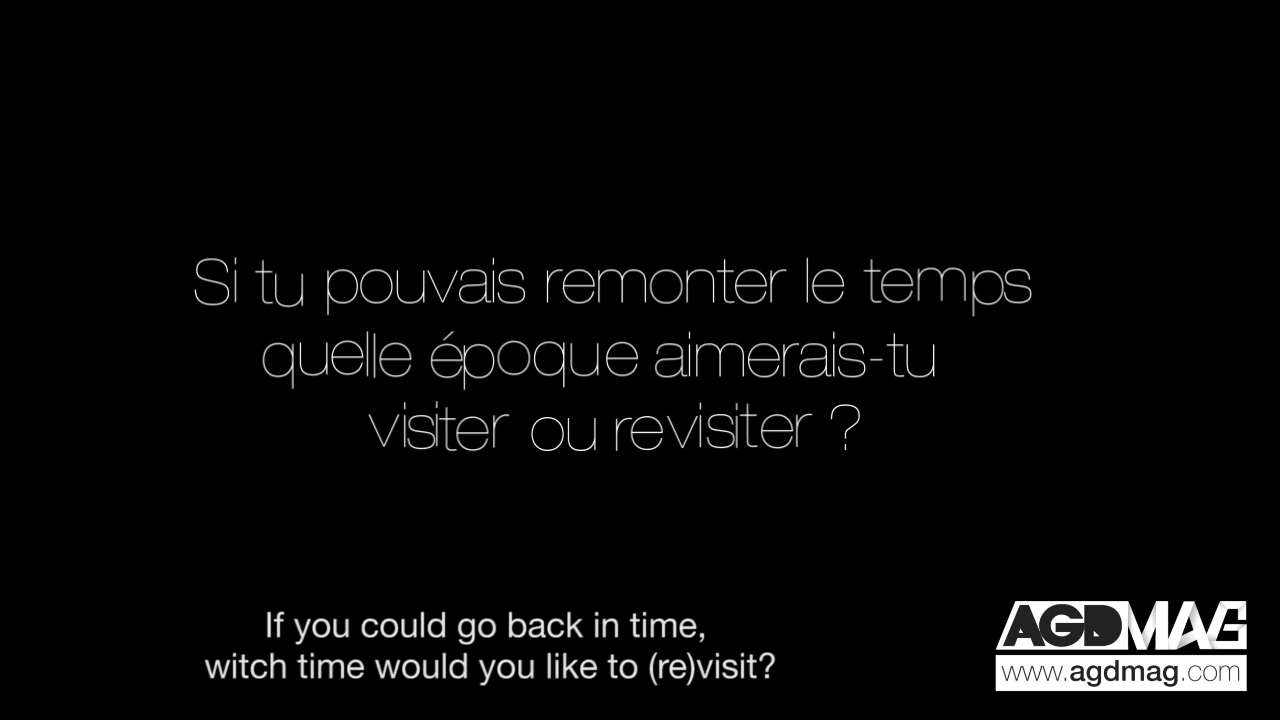 Si tu pouvais remonter le temps
quelle époque aimerais-tu
visiter ou revisiter ?
If you could go back in time,
witch time would you like to (re)visit?
AGDMAG
www.agdmag.com